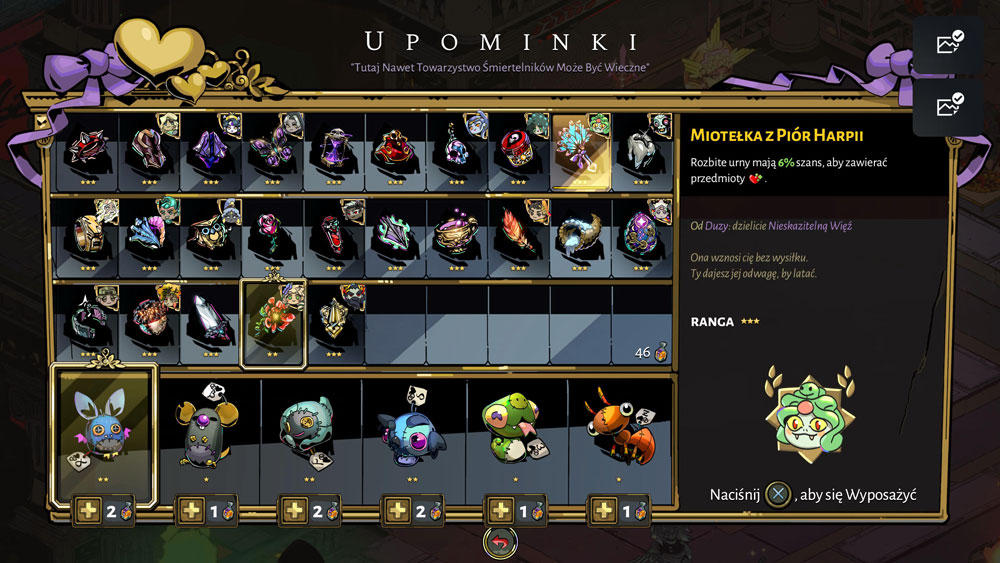 Upominki
"Tutaj Nawet Towarzystwo Śmiertelników Może Być Wieczne"
Miotełka z Piór Harpii
Rozbite urny mają 6% szans, aby zawierać
przedmioty .
Od Duzy: dzielicie Nieskazitelną Więź
Ona wznosi cię bez wysiłku.
Ty dajesz jej odwagę, by latać.
Ranga
46
Naciśnij , aby się Wyposażyć
2
1
2
2
1
1